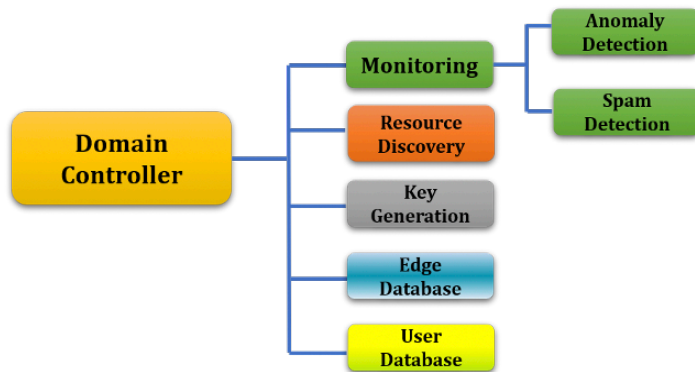 Domain
Controller
Monitoring
Anomaly
Detection
Spam
Detection
Resource
Discovery
Key
Generation
Edge
Database
User
Database